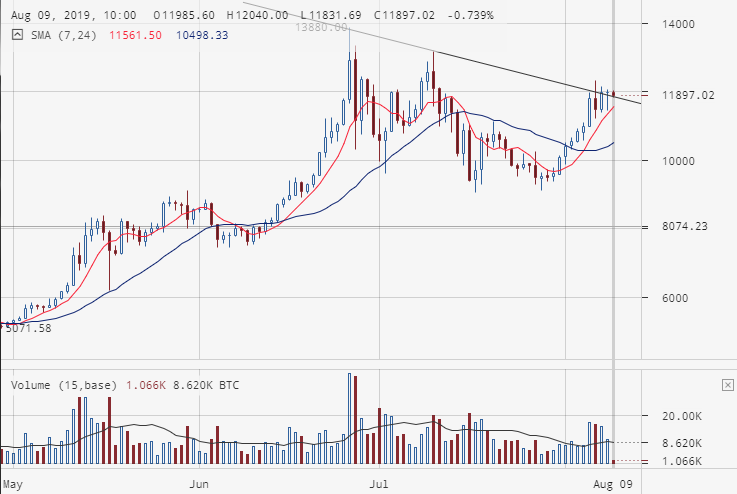 Aug 09, 2019, 10:00 O11985.60 H12040.00 L11831.69 C11897.02 -0.739%
SMA (7,24) 11561.50 10498.33
13880.00
14000
11897.02
10000
8074.23
6000
5071.58
Volume (15,base) 1.066K 8.620K BTC
20.00K
8.620K
1.066K
May Jun Jul Aug 09